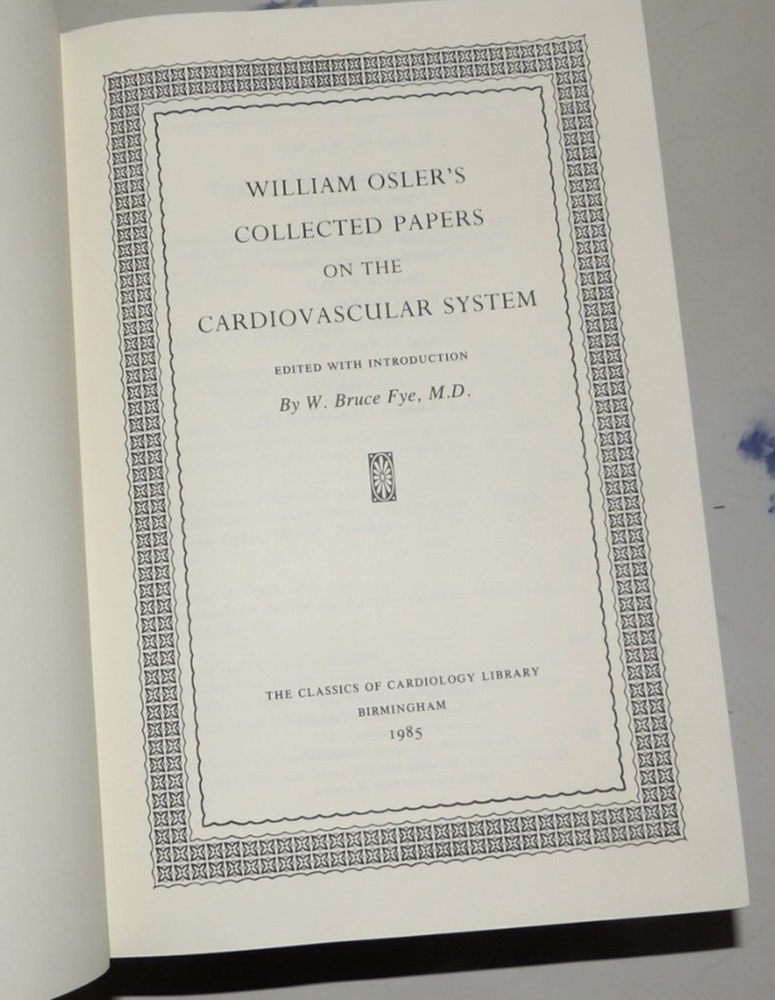 WILLIAM OSLER'S
COLLECTED PAPERS
ON THE
CARDIOVASCULAR SYSTEM
EDITED WITH INTRODUCTION
By W. Bruce Fye, M.D.
THE CLASSICS OF CARDIOLOGY LIBRARY
BIRMINGHAM
1985